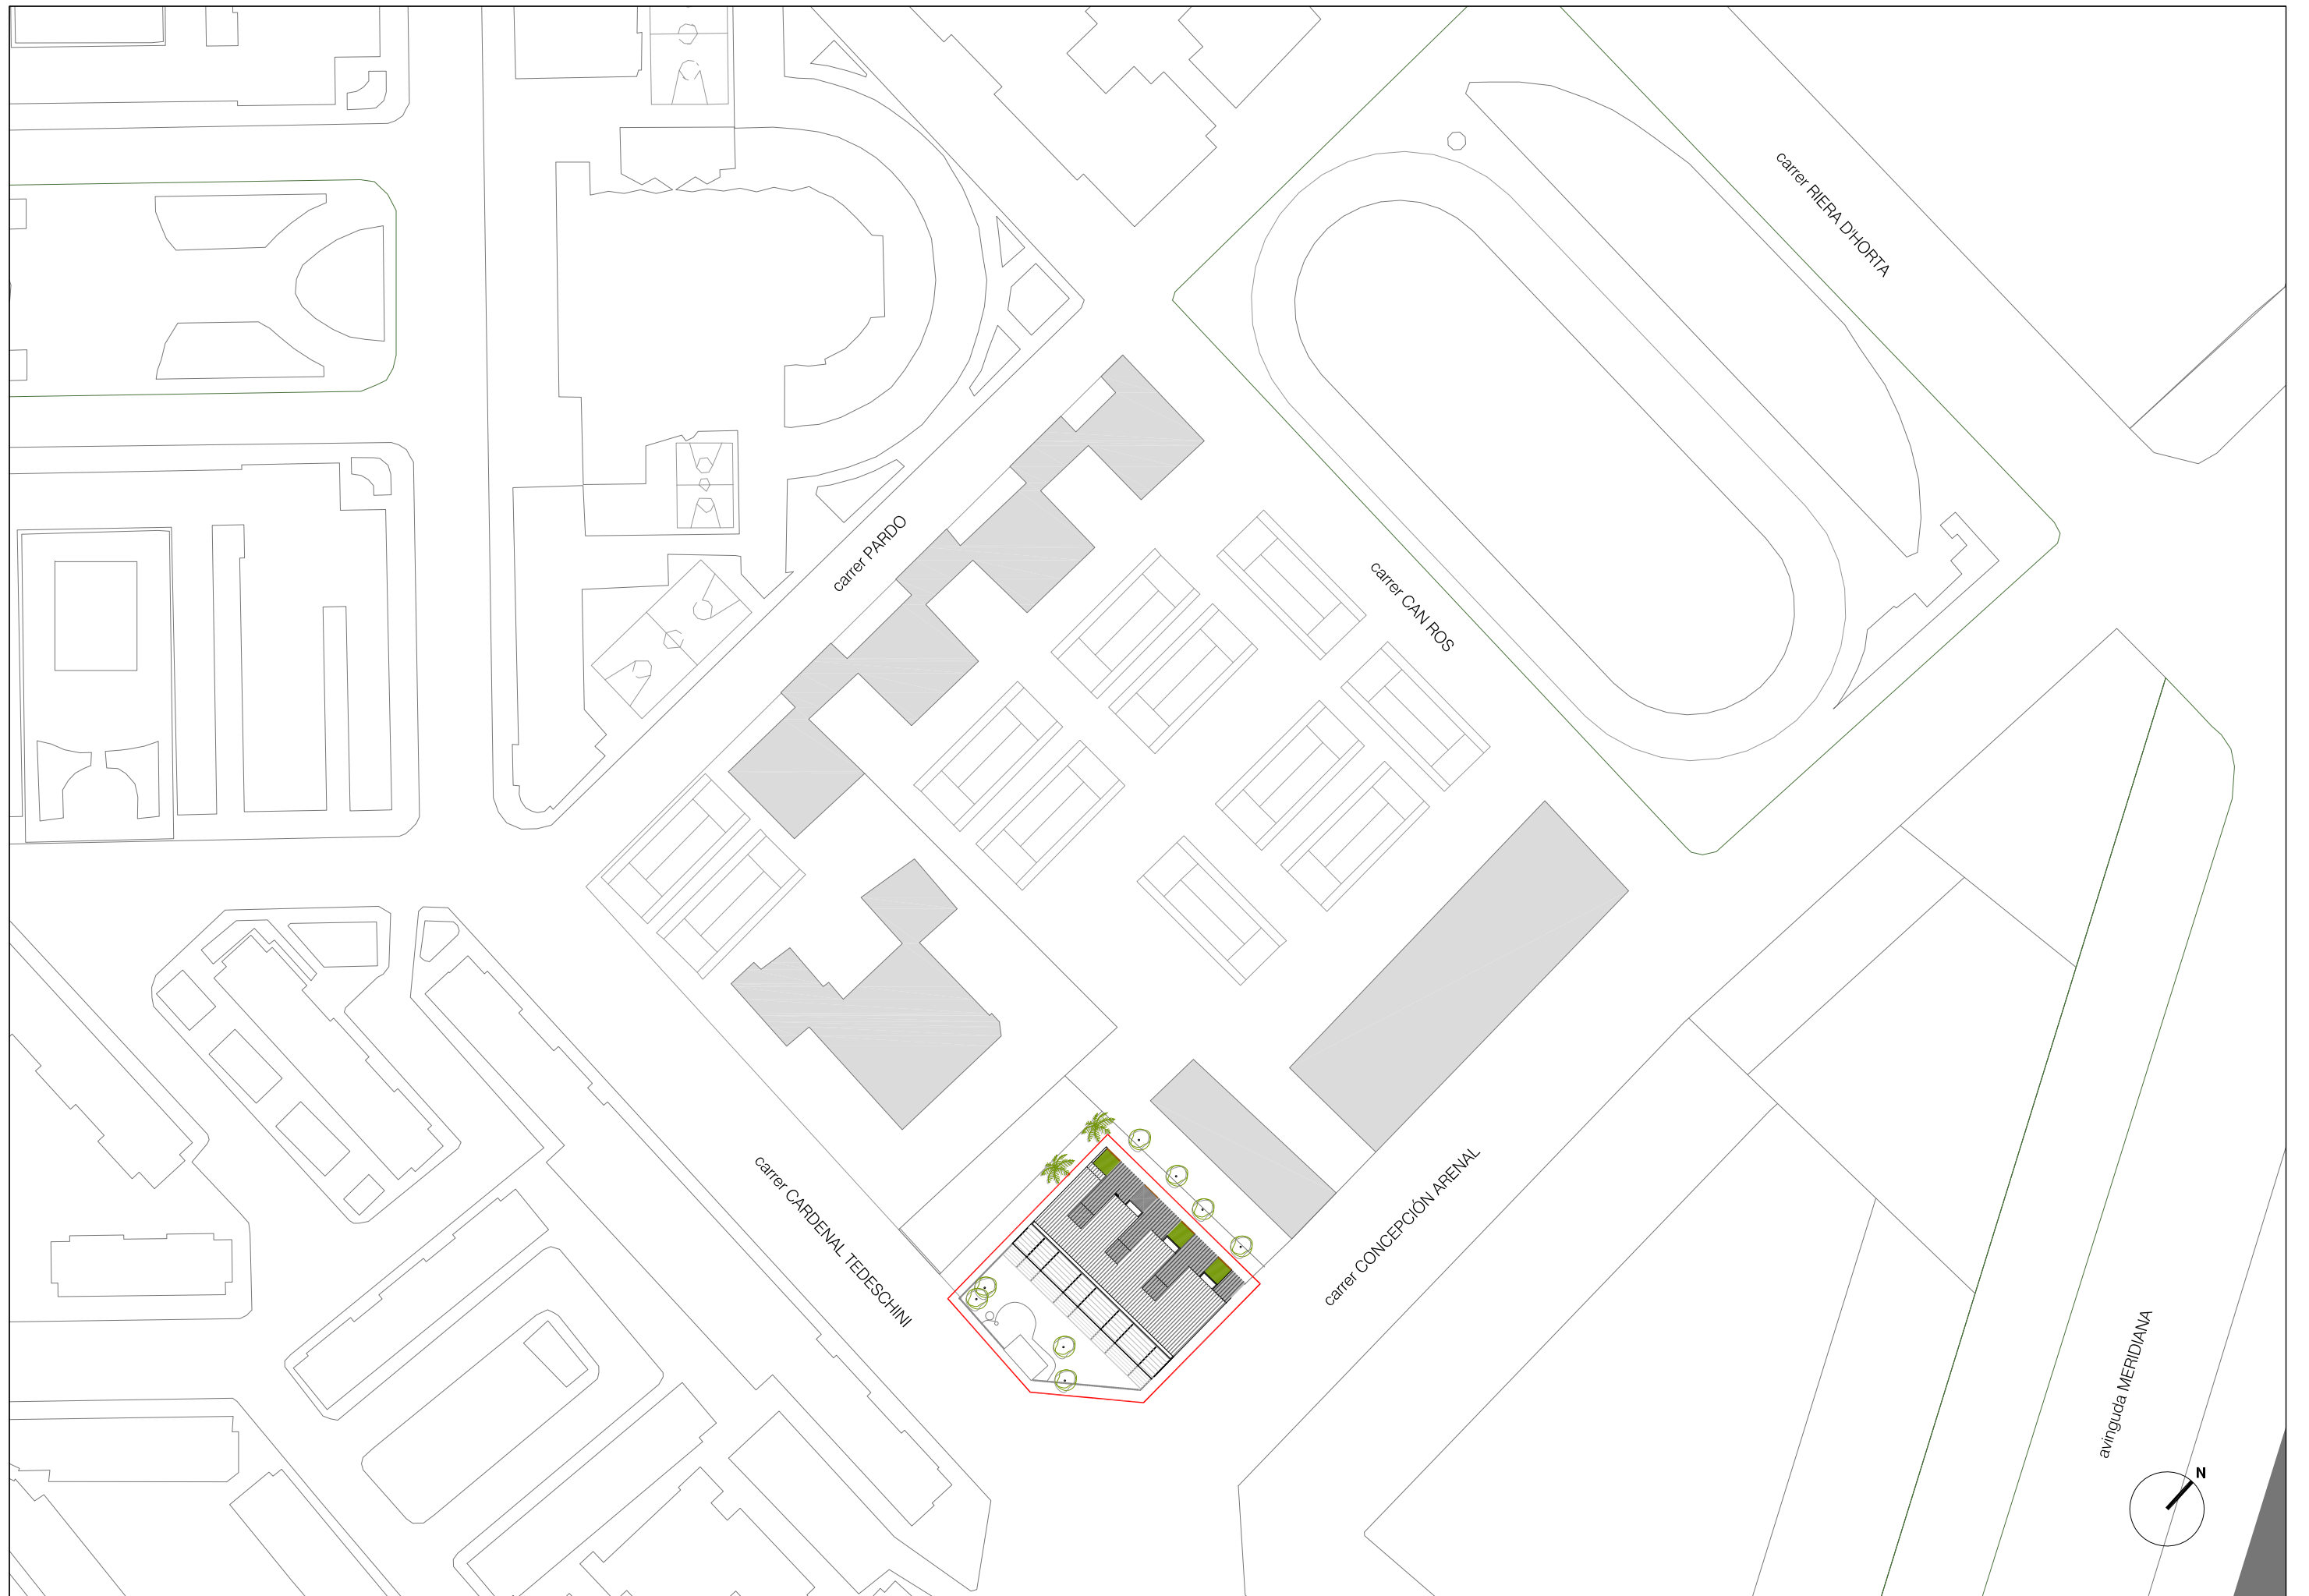 carrer RIERA D'HORTA
carrer PARDO
carrer CAN ROS
carrer CARDENAL TEDESCHINI
carrer CONCEPCIÓN ARENAL
avinguda MERIDIANA
N